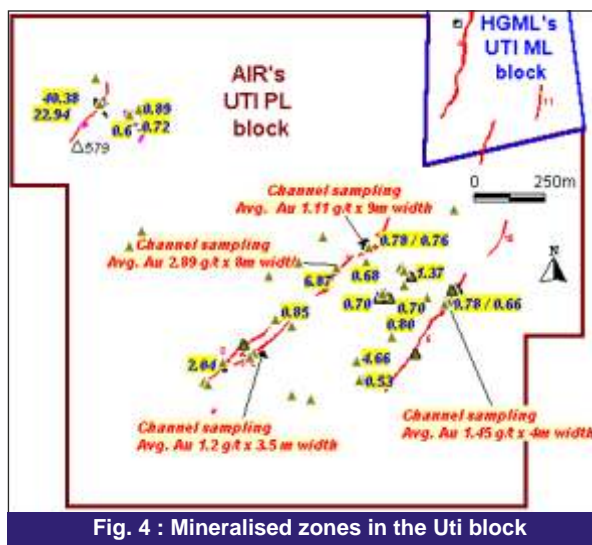 HGML's
UTI ML
block
AIR's
UTI PL
block
40.38
22.94
0.89
0.6
0.72
579
11
0 250m
N
Channel sampling
Avg. Au 1.11 g/t x 9m width
0.78 / 0.76
Channel sampling
Avg. Au 2.89 g/t x 8m width
6.87
0.68
1.37
0.70
0.70
0.78 / 0.66
0.85
0.80
2.04
4.66
0.53
Channel sampling
Avg. Au 1.2 g/t x 3.5 m width
Channel sampling
Avg. Au 1.45 g/t x 4m width
Fig. 4 : Mineralised zones in the Uti block